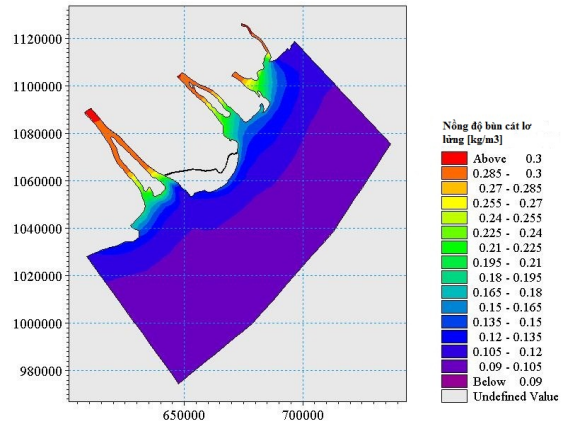 1120000
1100000
1080000
1060000
1040000
1020000
1000000
980000
650000 700000
Nồng độ bùn cát lơ
lửng [kg/m3]
Above 0.3
0.285 - 0.3
0.27 - 0.285
0.255 - 0.27
0.24 - 0.255
0.225 - 0.24
0.21 - 0.225
0.195 - 0.21
0.18 - 0.195
0.165 - 0.18
0.15 - 0.165
0.135 - 0.15
0.12 - 0.135
0.105 - 0.12
0.09 - 0.105
Below 0.09
Undefined Value